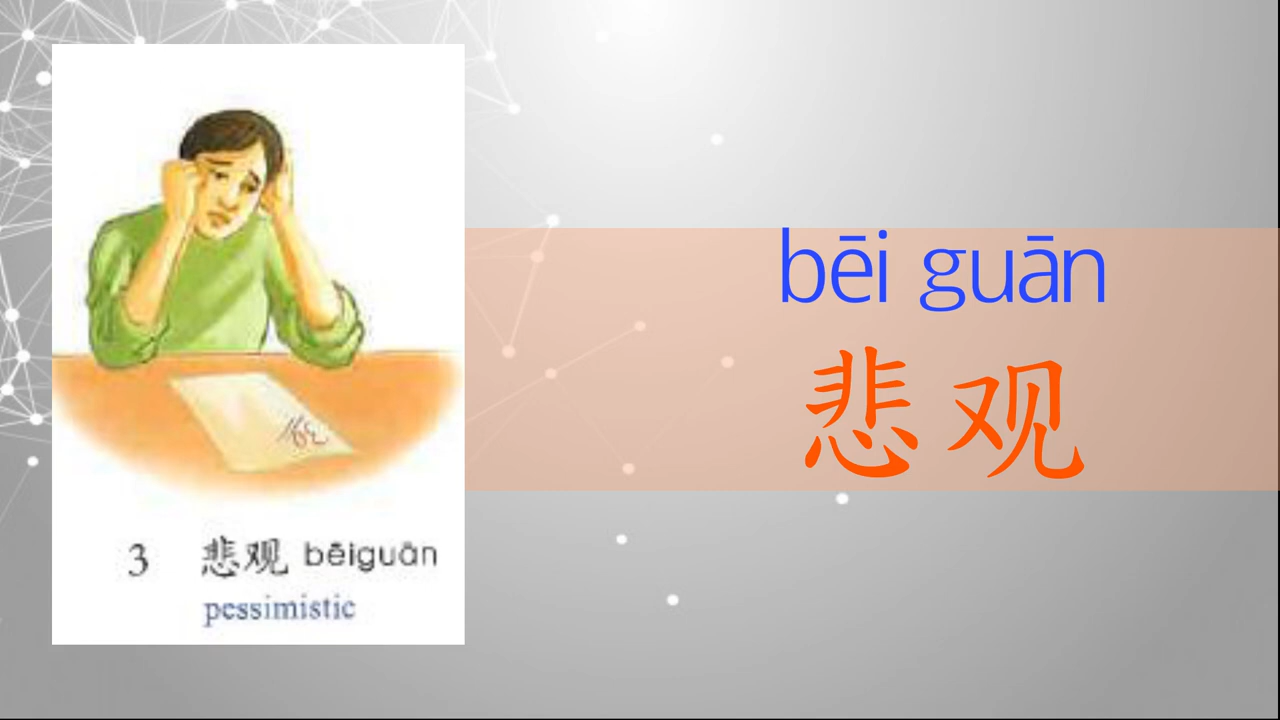 3 悲观 bēiguān
pessimistic
bēi guān
悲观